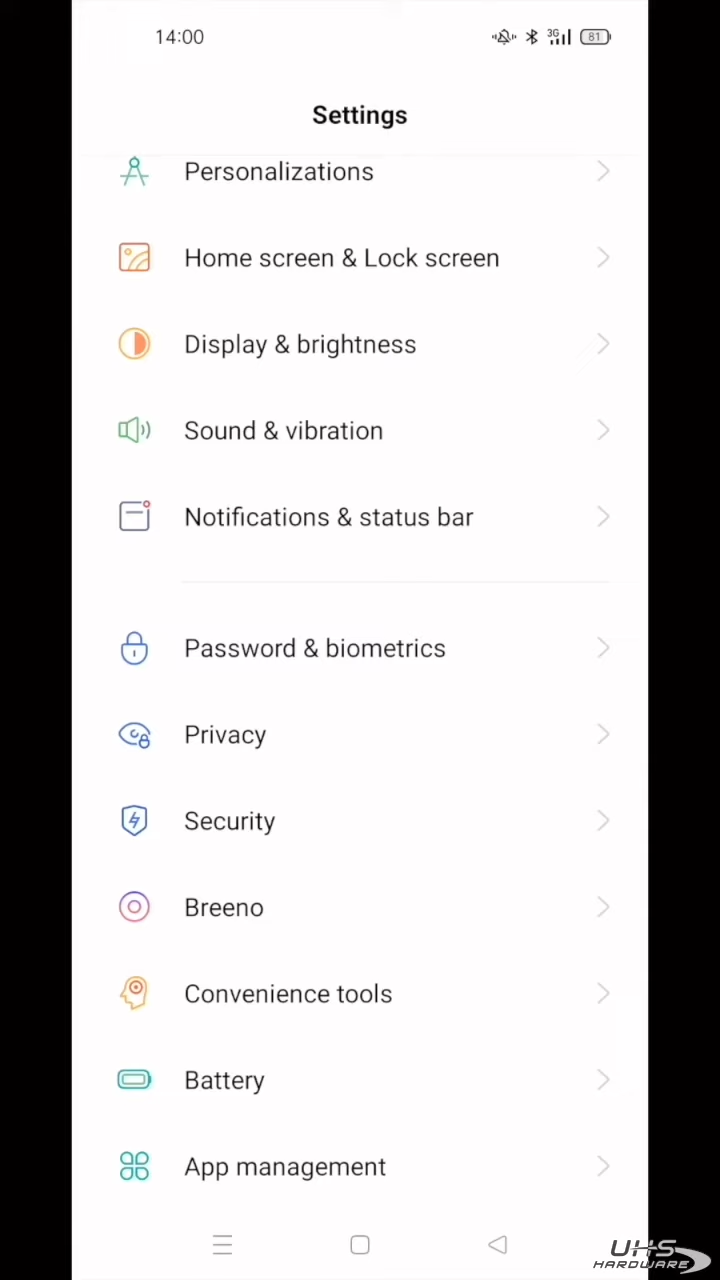 14:00
3G
81
Settings
Personalizations
Home screen & Lock screen
Display & brightness
Sound & vibration
Notifications & status bar
Password & biometrics
Privacy
Security
Breeno
Convenience tools
Battery
App management
UHS
HARDWARE